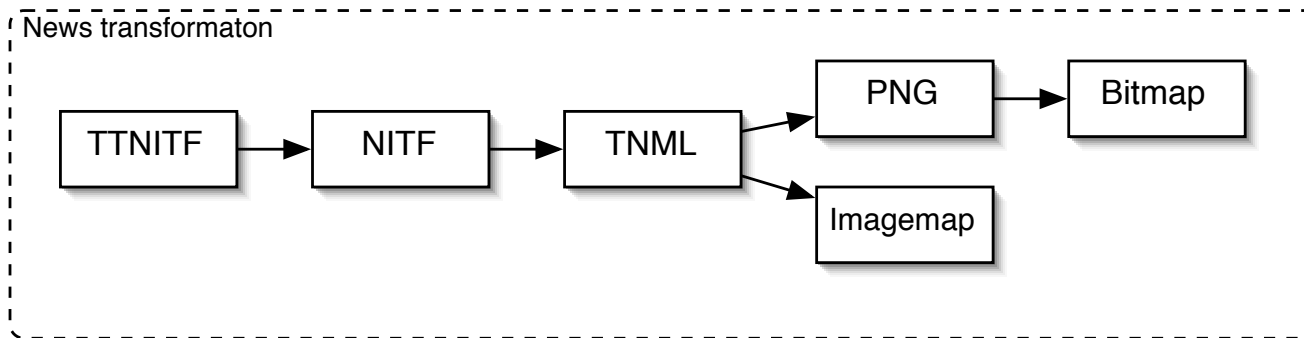 News transformaton
TTNITF
NITF
TNML
PNG
Bitmap
Imagemap